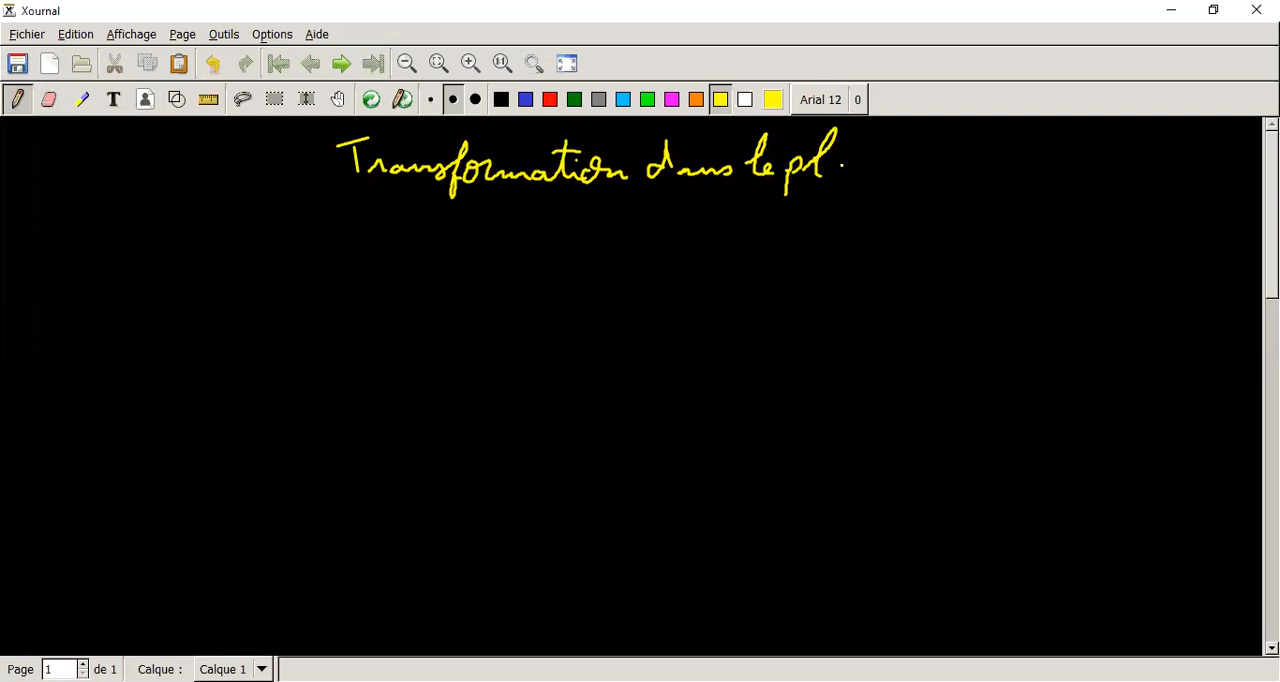 Xournal
Fichier Edition Affichage Page Outils Options Aide
T Arial 12 0
Transformation dans le pl.
Page 1 de 1 Calque : Calque 1